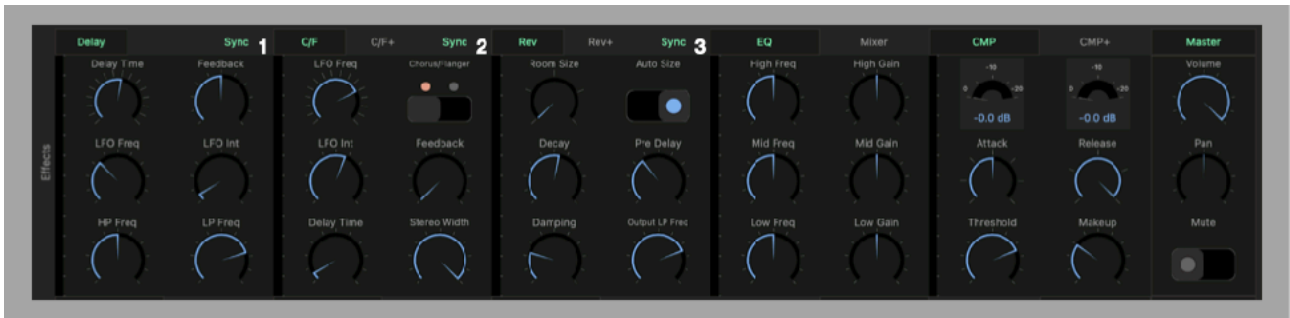 Delay Sync 1 C/F C/F+ Sync 2 Rev Rev+ Sync 3 EQ Mixer CMP CMP+ Master
Delay Time Feedback LFO Freq Chorus/Flanger Room Size Auto Size High Freq High Gain -10 -10 Volume
0 -20 0 -20
-0.0 dB -0.0 dB
LFO Freq LFO Int LFO Int Feedback Decay Pre Delay Mid Freq Mid Gain Attack Release Pan
Effects
HP Freq LP Freq Delay Time Stereo Width Damping Output LP Freq Low Freq Low Gain Threshold Makeup Mute